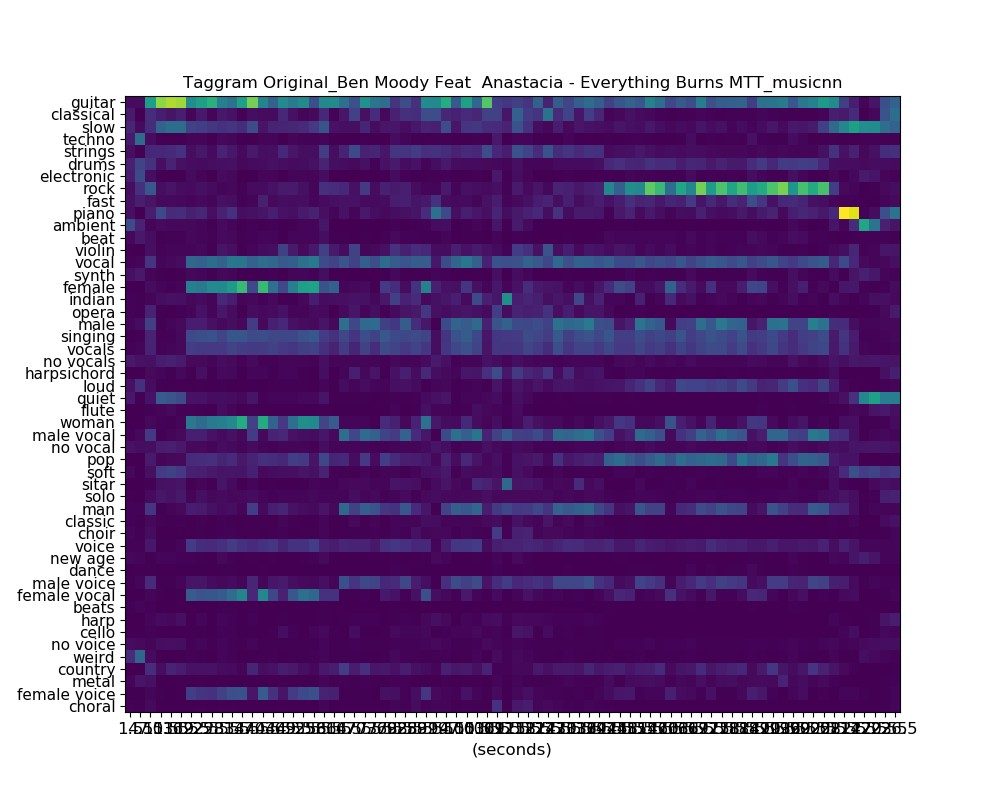 Taggram Original_Ben Moody Feat  Anastacia - Everything Burns MTT_musicnn
guitar
classical
slow
techno
strings
drums
electronic
rock
fast
piano
ambient
beat
violin
vocal
synth
female
indian
opera
male
singing
vocals
no vocals
harpsichord
loud
quiet
flute
woman
male vocal
no vocal
pop
soft
sitar
solo
man
classic
choir
voice
new age
dance
male voice
female vocal
beats
harp
cello
no voice
weird
country
metal
female voice
choral
(seconds)